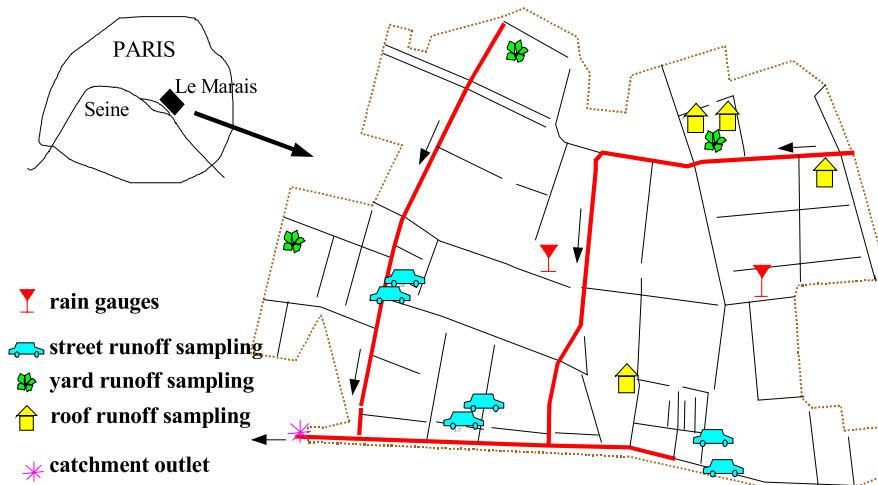 PARIS
Le Marais
Seine
rain gauges
street runoff sampling
yard runoff sampling
roof runoff sampling
catchment outlet